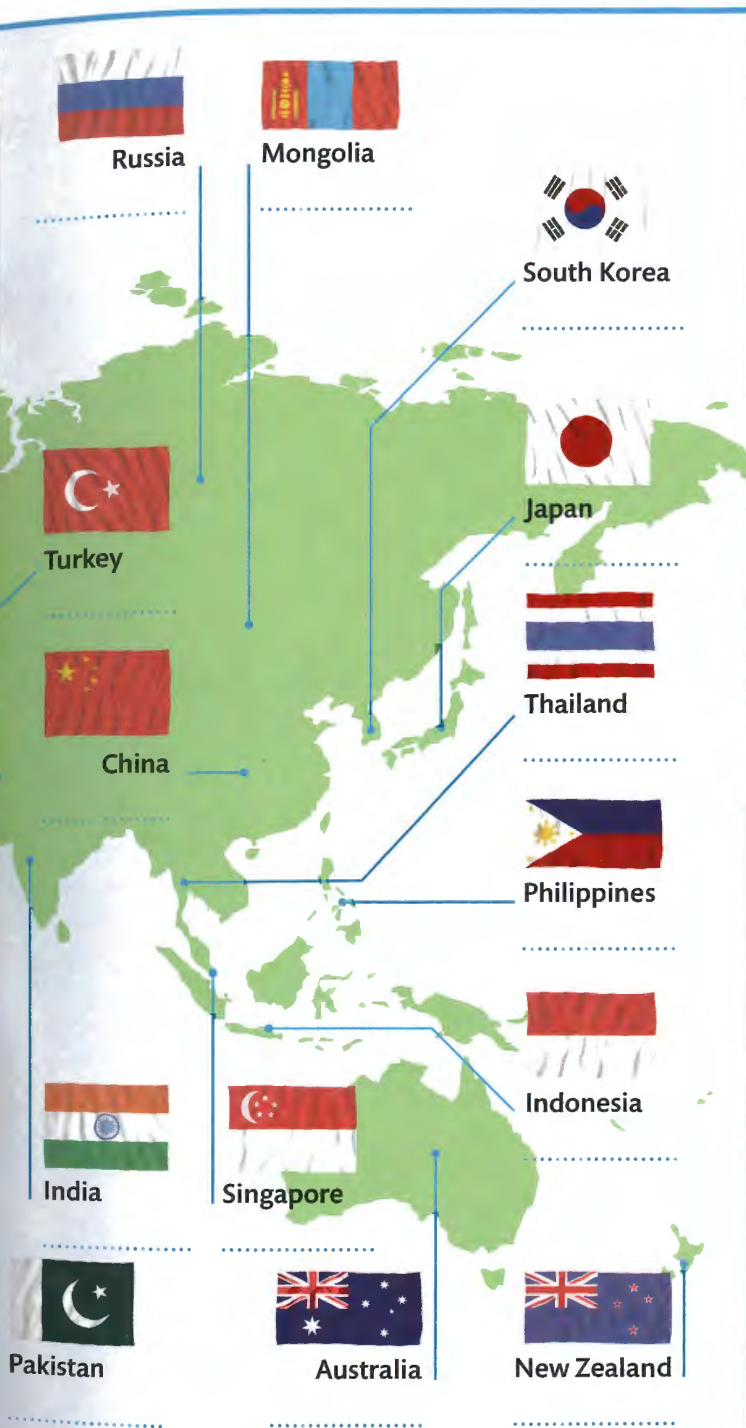 Russia
Mongolia
South Korea
Turkey
Japan
China
Thailand
Philippines
India
Singapore
Indonesia
Pakistan
Australia
New Zealand